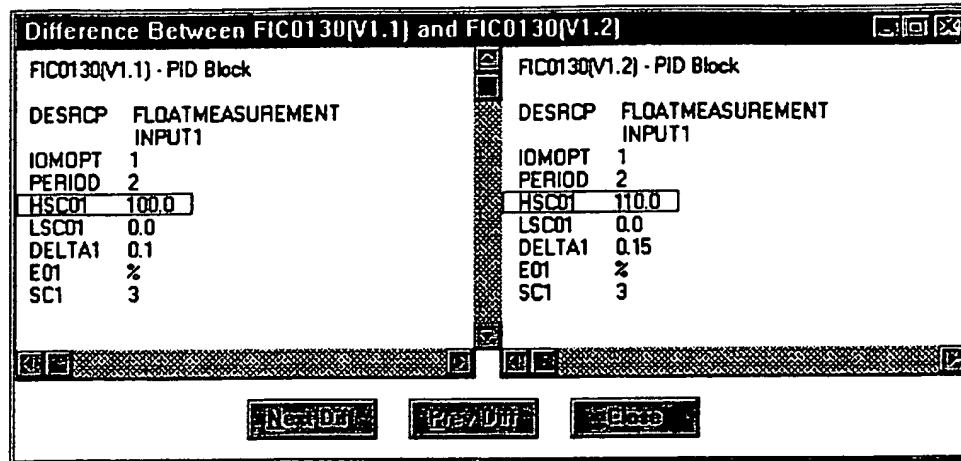 Difference Between FIC0130(V1.1) and FIC0130(V1.2)
FIC0130(V1.1) - PID Block
DESRCP FLOATMEASUREMENT
INPUT1
IOMOPT 1
PERIOD 2
HSC01 100.0
LSC01 0.0
DELTA1 0.1
E01 %
SC1 3
FIC0130(V1.2) - PID Block
DESRCP FLOATMEASUREMENT
INPUT1
IOMOPT 1
PERIOD 2
HSC01 110.0
LSC01 0.0
DELTA1 0.15
E01 %
SC1 3
Next Diff Prev Diff Close